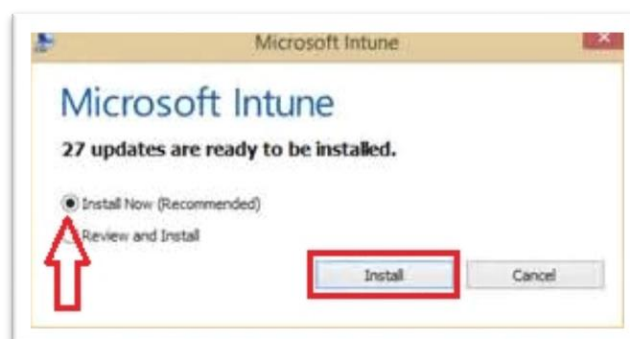 Microsoft Intune
Microsoft Intune
27 updates are ready to be installed.
Install Now (Recommended)
Review and Install
Install
Cancel